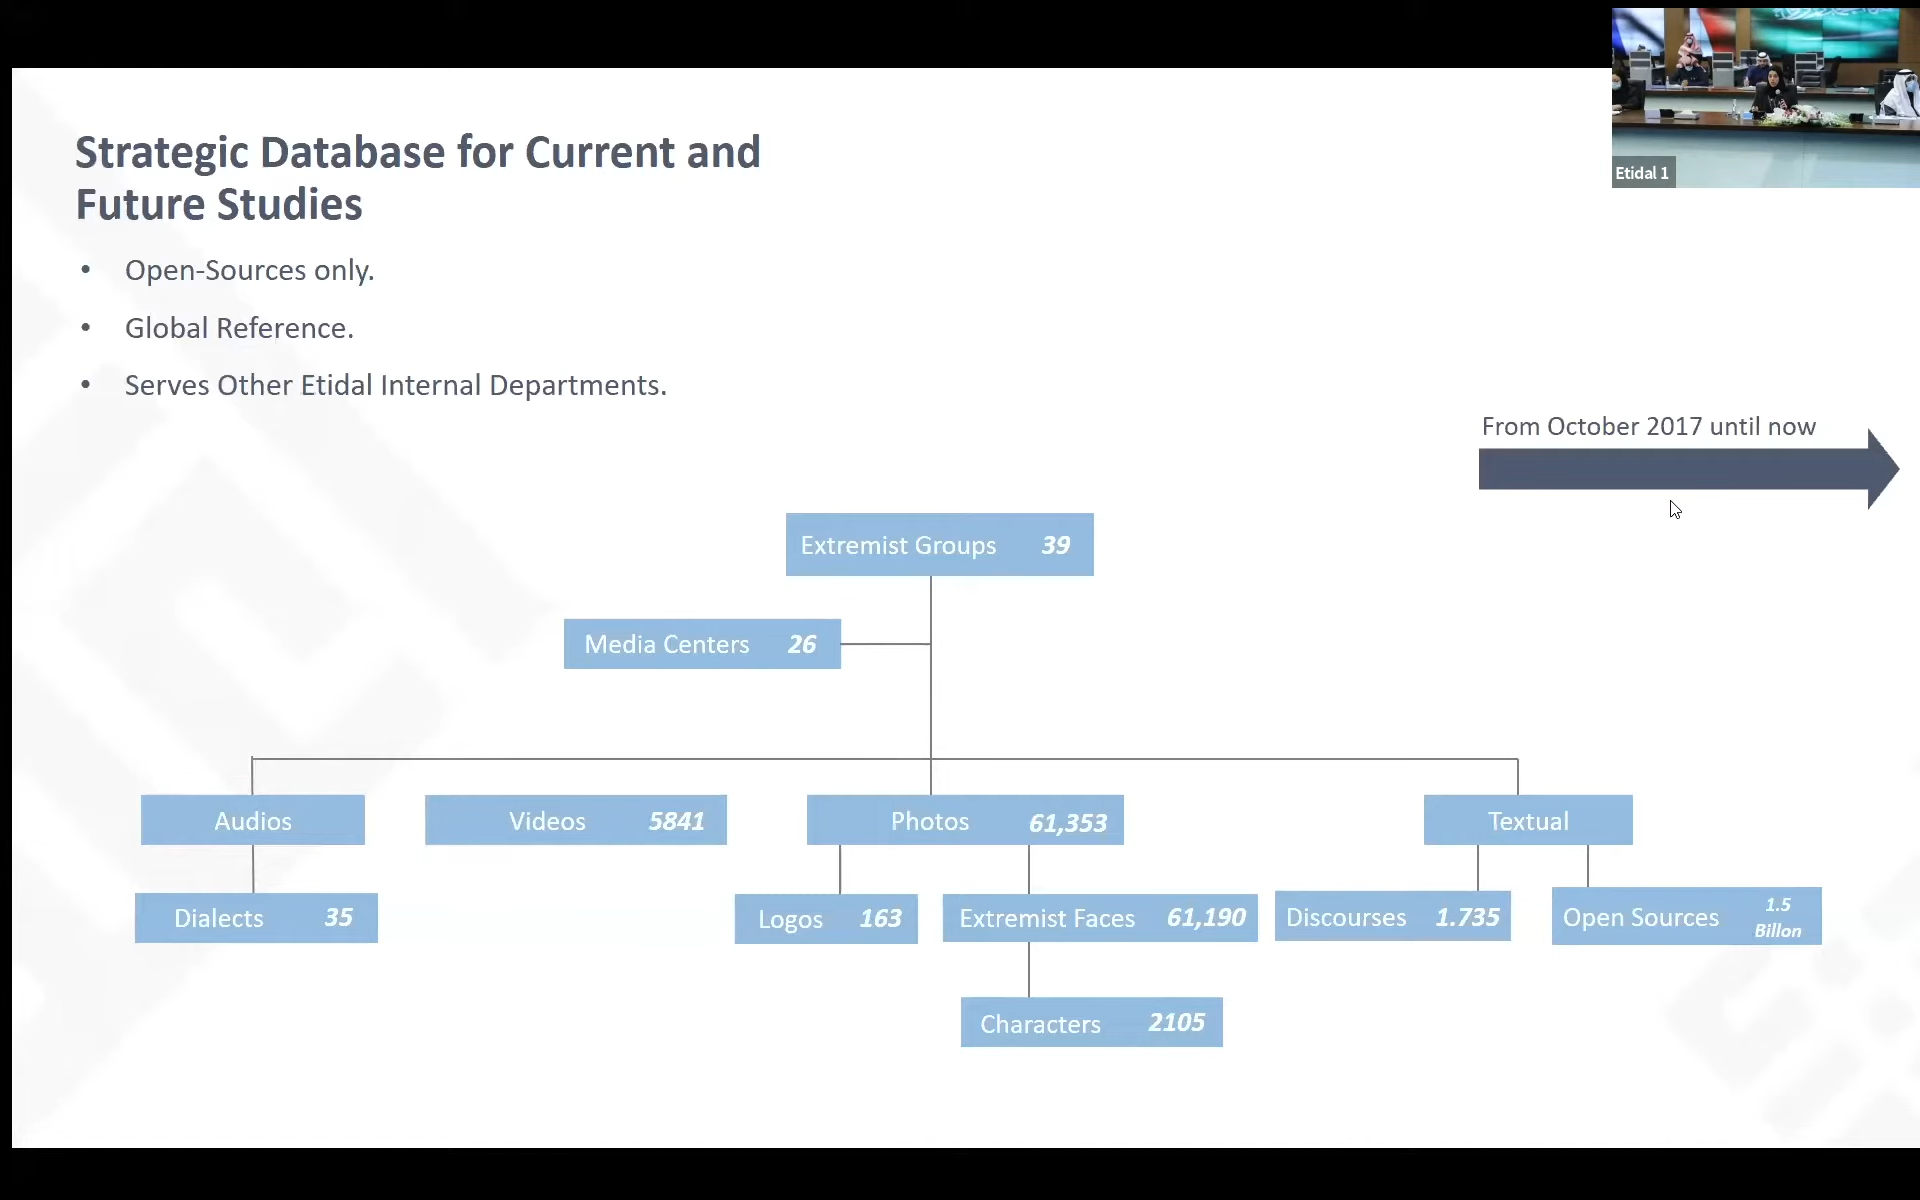 Etidal 1
Strategic Database for Current and
Future Studies
• Open-Sources only.
• Global Reference.
• Serves Other Etidal Internal Departments.
From October 2017 until now
Extremist Groups 39
Media Centers 26
Audios
Videos 5841
Photos 61,353
Textual
Dialects 35
Logos 163
Extremist Faces 61,190
Discourses 1.735
Open Sources 1.5
Billon
Characters 2105